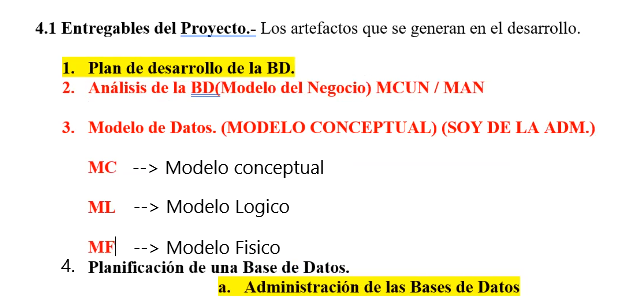 4.1 Entregables del Proyecto.- Los artefactos que se generan en el desarrollo.
1. Plan de desarrollo de la BD.
2. Análisis de la BD(Modelo del Negocio) MCUN / MAN
3. Modelo de Datos. (MODELO CONCEPTUAL) (SOY DE LA ADM.)
MC --> Modelo conceptual
ML --> Modelo Logico
MF --> Modelo Fisico
4. Planificación de una Base de Datos.
a. Administración de las Bases de Datos